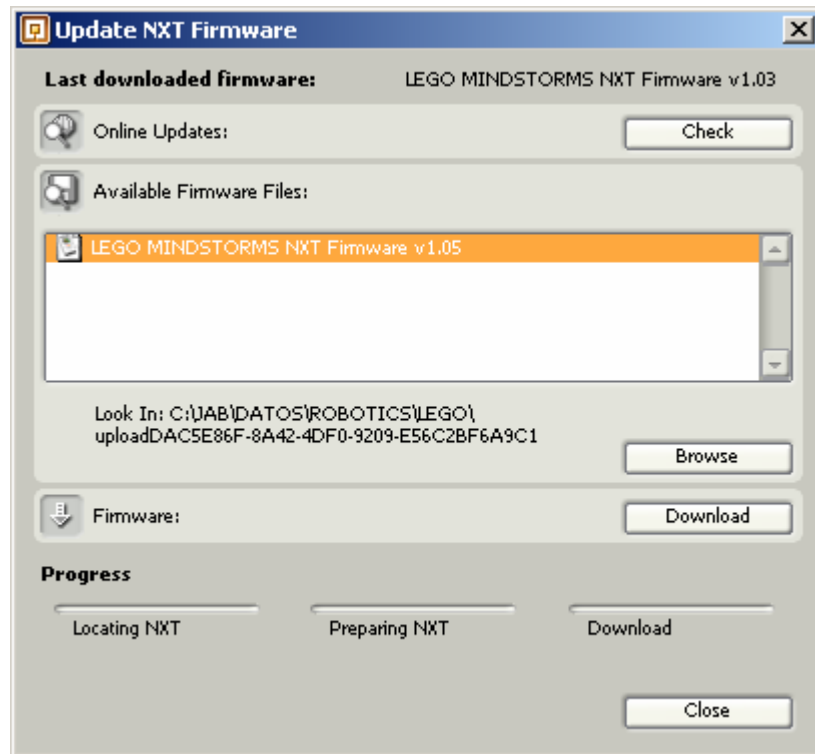 Update NXT Firmware
Last downloaded firmware: LEGO MINDSTORMS NXT Firmware v1.03
Online Updates: Check
Available Firmware Files:
LEGO MINDSTORMS NXT Firmware v1.05
Look In: C:\JAB\DATOS\ROBOTICS\LEGO\
uploadDAC5E86F-8A42-4DF0-9209-E56C2BF6A9C1
Browse
Firmware: Download
Progress
Locating NXT Preparing NXT Download
Close